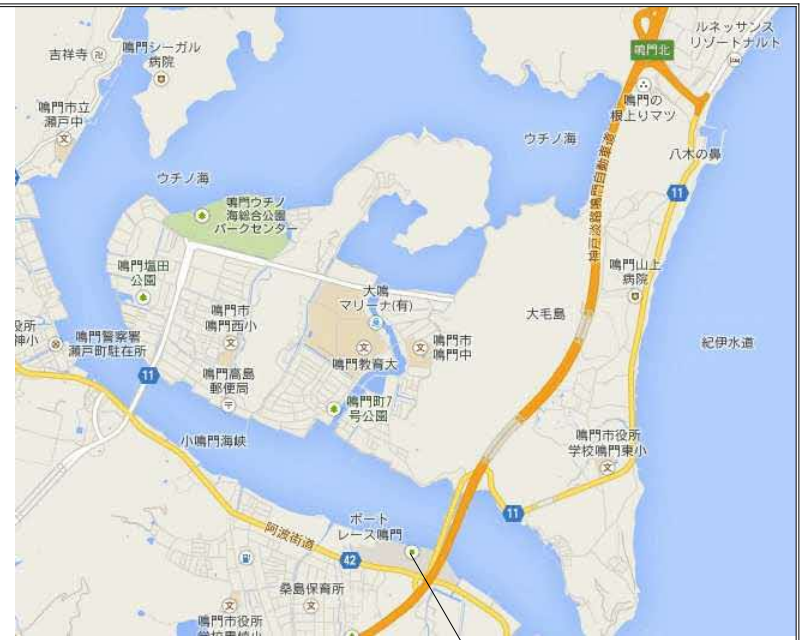 吉祥寺
鳴門シーガル
病院
鳴門市立
瀬戸中
ウチノ海
鳴門ウチノ
海総合公園
パークセンター
鳴門塩田
公園
鳴門市
鳴門西小
鳴門高島
郵便局
鳴門警察署
瀬戸町駐在所
役所
神小
11
小鳴門海峡
大鳴
マリーナ(有)
鳴門教育大
鳴門市
鳴門中
鳴門町7
号公園
ルネッサンス
リゾートナルト
鳴門北
鳴門の
根上りマツ
ウチノ海
神戸淡路鳴門自動車道
八木の鼻
11
鳴門山上
病院
大毛島
紀伊水道
鳴門市役所
学校鳴門東小
11
ボート
レース鳴門
阿波街道
42
桑島保育所
鳴門市役所